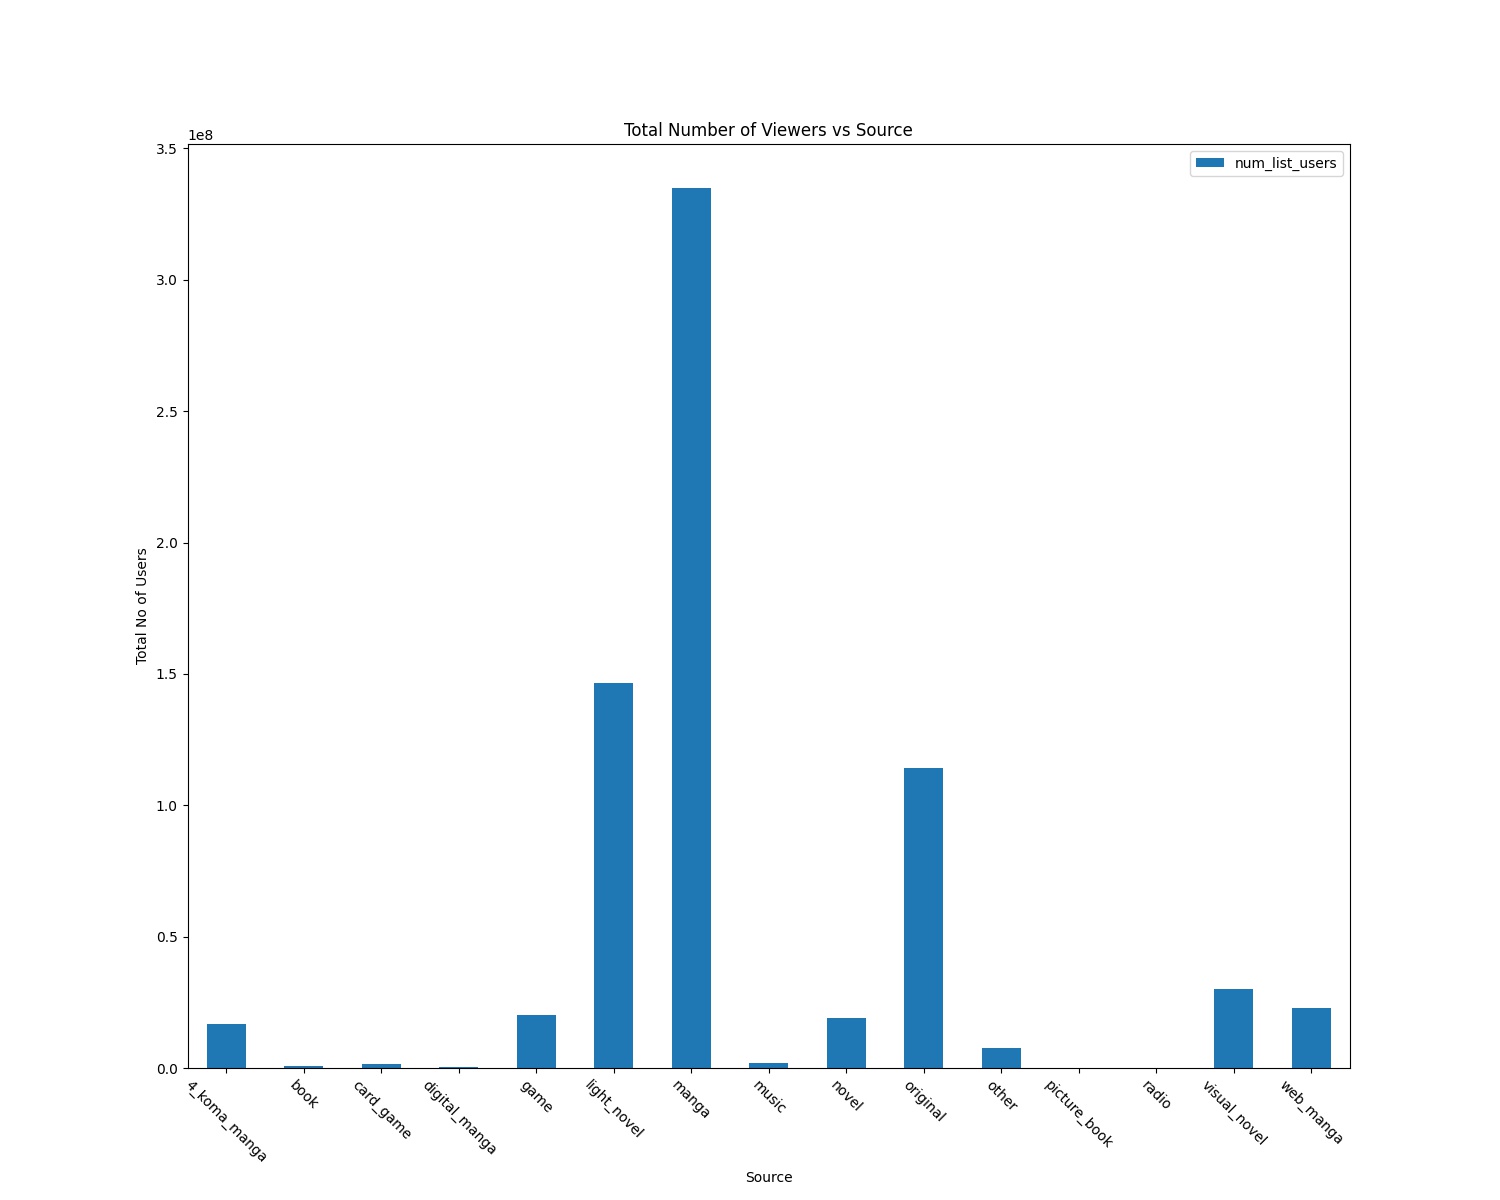 Total Number of Viewers vs Source
1e8
num_list_users
3.5
3.0
2.5
2.0
1.5
1.0
0.5
0.0
Total No of Users
4_koma_manga
book
card_game
digital_manga
game
light_novel
manga
music
novel
original
other
picture_book
radio
visual_novel
web_manga
Source